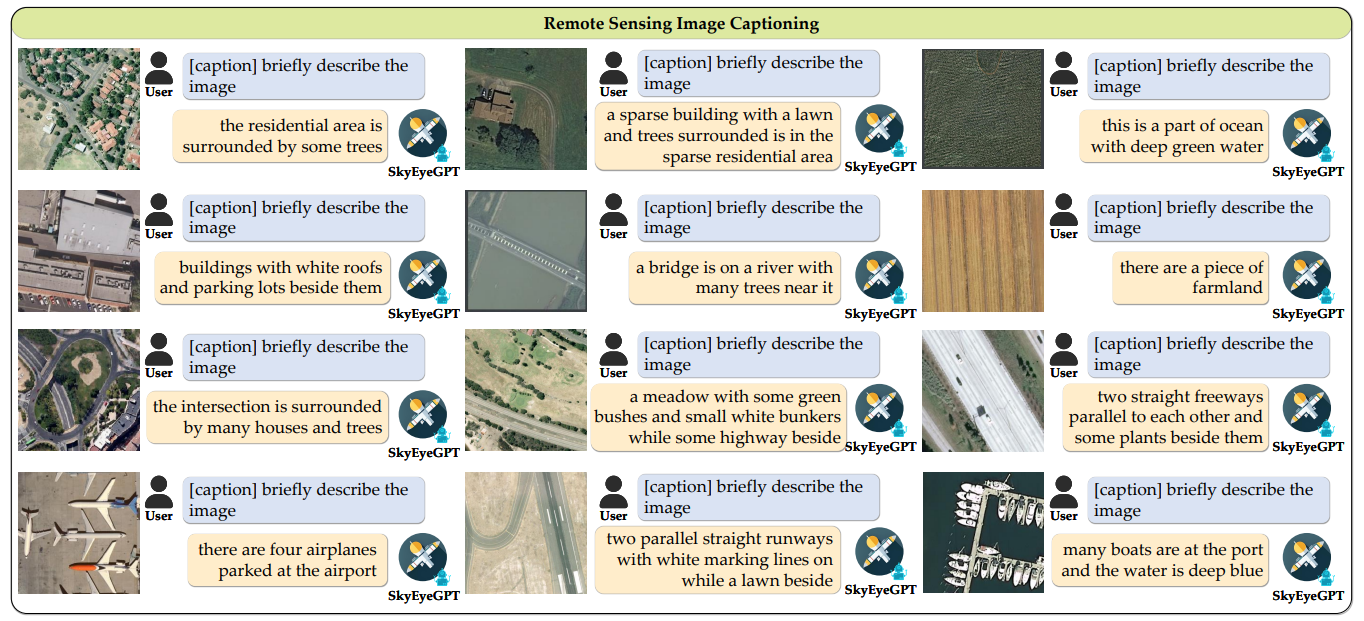 Remote Sensing Image Captioning
[caption] briefly describe the
image
User
the residential area is
surrounded by some trees
SkyEyeGPT
[caption] briefly describe the
image
User
a sparse building with a lawn
and trees surrounded is in the
sparse residential area
SkyEyeGPT
[caption] briefly describe the
image
User
this is a part of ocean
with deep green water
SkyEyeGPT
[caption] briefly describe the
image
User
buildings with white roofs
and parking lots beside them
SkyEyeGPT
[caption] briefly describe the
image
User
a bridge is on a river with
many trees near it
SkyEyeGPT
[caption] briefly describe the
image
User
there are a piece of
farmland
SkyEyeGPT
[caption] briefly describe the
image
User
the intersection is surrounded
by many houses and trees
SkyEyeGPT
[caption] briefly describe the
image
User
a meadow with some green
bushes and small white bunkers
while some highway beside
SkyEyeGPT
[caption] briefly describe the
image
User
two straight freeways
parallel to each other and
some plants beside them
SkyEyeGPT
[caption] briefly describe the
image
User
there are four airplanes
parked at the airport
SkyEyeGPT
[caption] briefly describe the
image
User
two parallel straight runways
with white marking lines on
while a lawn beside
SkyEyeGPT
[caption] briefly describe the
image
User
many boats are at the port
and the water is deep blue
SkyEyeGPT